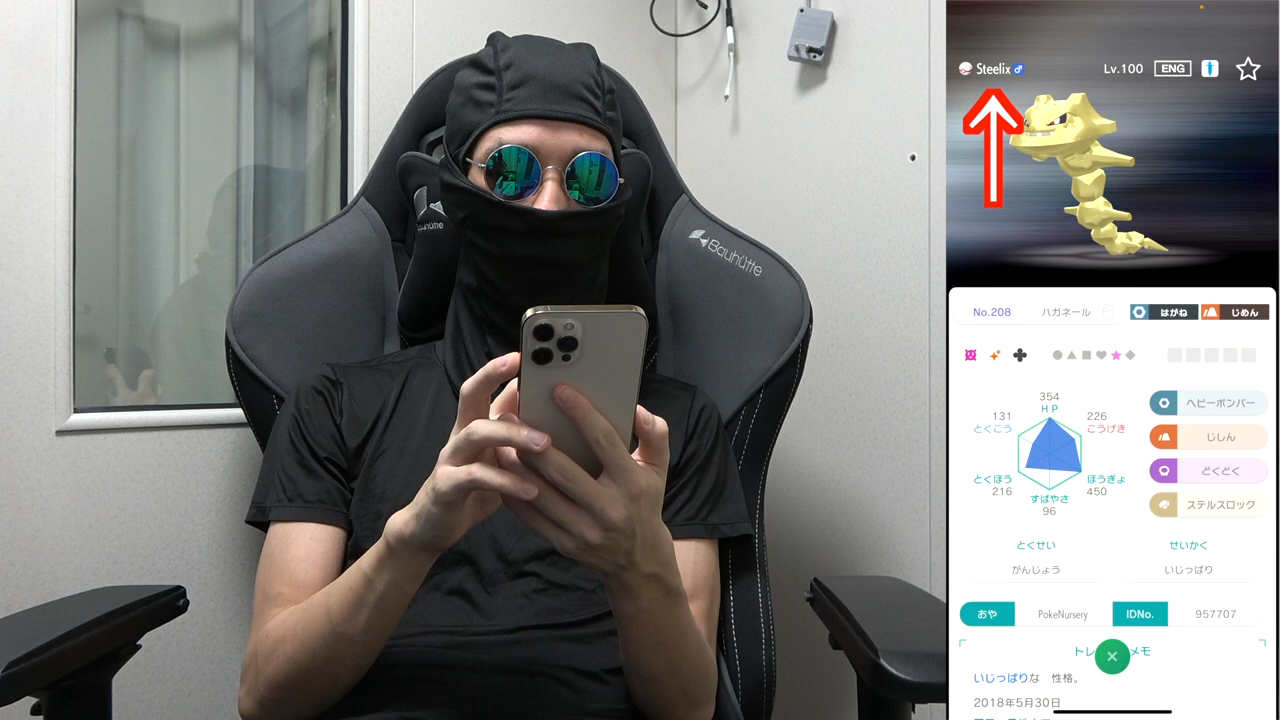 Bauhütte
Steelix♂
Lv.100
ENG
No.208
ハガネール
はがね
じめん
354
HP
131
とくこう
226
こうげき
とくほう
216
ぼうぎょ
450
すばやさ
96
ヘビーボンバー
じしん
どくどく
ステルスロック
とくせい
がんじょう
せいかく
いじっぱり
おや
PokeNursery
IDNo.
957707
メモ
いじっぱりな 性格。
2018年5月30日